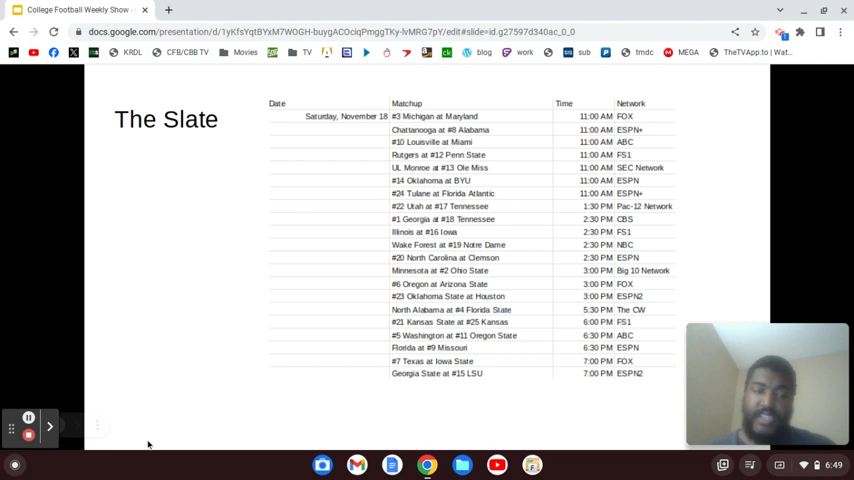 College Football Weekly Show -
docs.google.com/presentation/d/1yKfsYqtBYxM7WOGH-buygACOciqPmggTKy-lvMRG7pY/edit#slide=id.g27597d340ac_0_0
KRDL
CFB/CBB TV
Movies
TV
blog
work
sub
tmdc
MEGA
TheTVApp.to | Wat...
The Slate
Date Matchup Time Network
Saturday, November 18 #3 Michigan at Maryland 11:00 AM FOX
Chattanooga at #8 Alabama 11:00 AM ESPN+
#10 Louisville at Miami 11:00 AM ABC
Rutgers at #12 Penn State 11:00 AM FS1
UL Monroe at #13 Ole Miss 11:00 AM SEC Network
#14 Oklahoma at BYU 11:00 AM ESPN
#24 Tulane at Florida Atlantic 11:00 AM ESPN+
#22 Utah at #17 Tennessee 1:30 PM Pac-12 Network
#1 Georgia at #18 Tennessee 2:30 PM CBS
Illinois at #16 Iowa 2:30 PM FS1
Wake Forest at #19 Notre Dame 2:30 PM NBC
#20 North Carolina at Clemson 2:30 PM ESPN
Minnesota at #2 Ohio State 3:00 PM Big 10 Network
#6 Oregon at Arizona State 3:00 PM FOX
#23 Oklahoma State at Houston 3:00 PM ESPN2
North Alabama at #4 Florida State 5:30 PM The CW
#21 Kansas State at #25 Kansas 6:00 PM FS1
#5 Washington at #11 Oregon State 6:30 PM ABC
Florida at #9 Missouri 6:30 PM ESPN
#7 Texas at Iowa State 7:00 PM FOX
Georgia State at #15 LSU 7:00 PM ESPN2
6:49